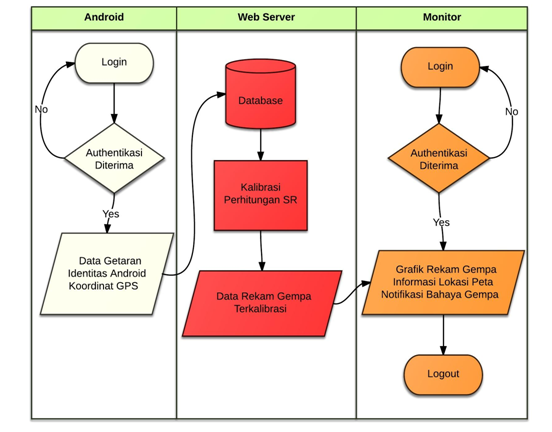 Android
Web Server
Monitor
Login
No
Authentikasi
Diterima
Yes
Data Getaran
Identitas Android
Koordinat GPS
Database
Kalibrasi
Perhitungan SR
Data Rekam Gempa
Terkalibrasi
Login
No
Authentikasi
Diterima
Yes
Grafik Rekam Gempa
Informasi Lokasi Peta
Notifikasi Bahaya Gempa
Logout